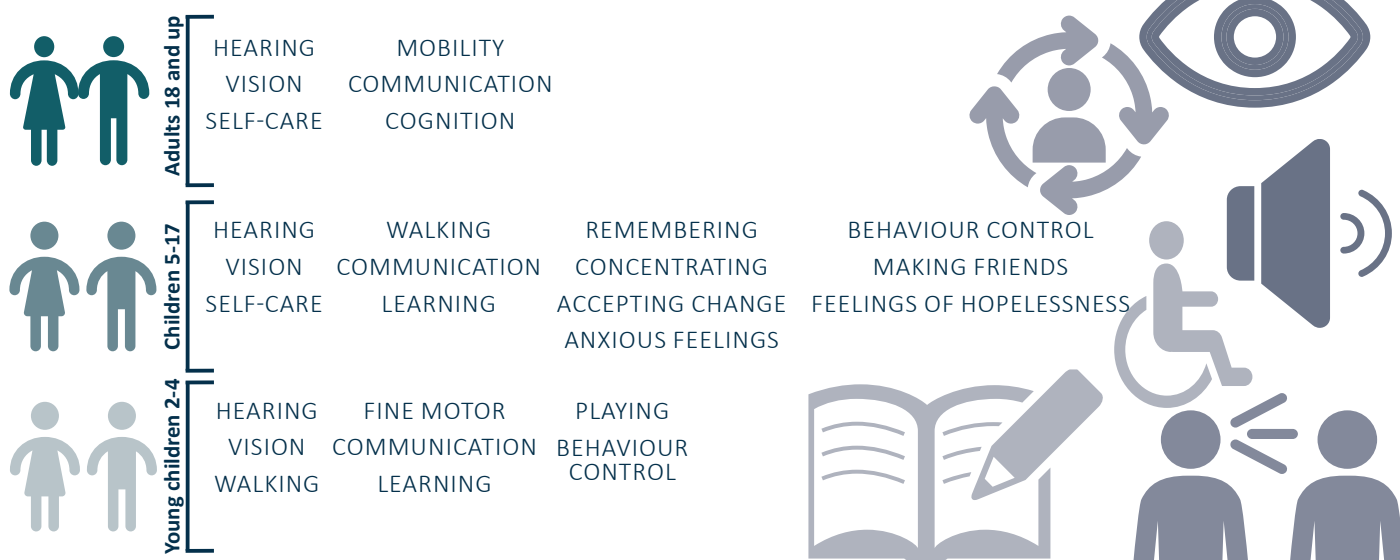 Adults 18 and up
HEARING
VISION
SELF-CARE
MOBILITY
COMMUNICATION
COGNITION
Children 5-17
HEARING
VISION
SELF-CARE
WALKING
COMMUNICATION
LEARNING
REMEMBERING
CONCENTRATING
ACCEPTING CHANGE
ANXIOUS FEELINGS
BEHAVIOUR CONTROL
MAKING FRIENDS
FEELINGS OF HOPELESSNESS
Young children 2-4
HEARING
VISION
WALKING
FINE MOTOR
COMMUNICATION
LEARNING
PLAYING
BEHAVIOUR
CONTROL